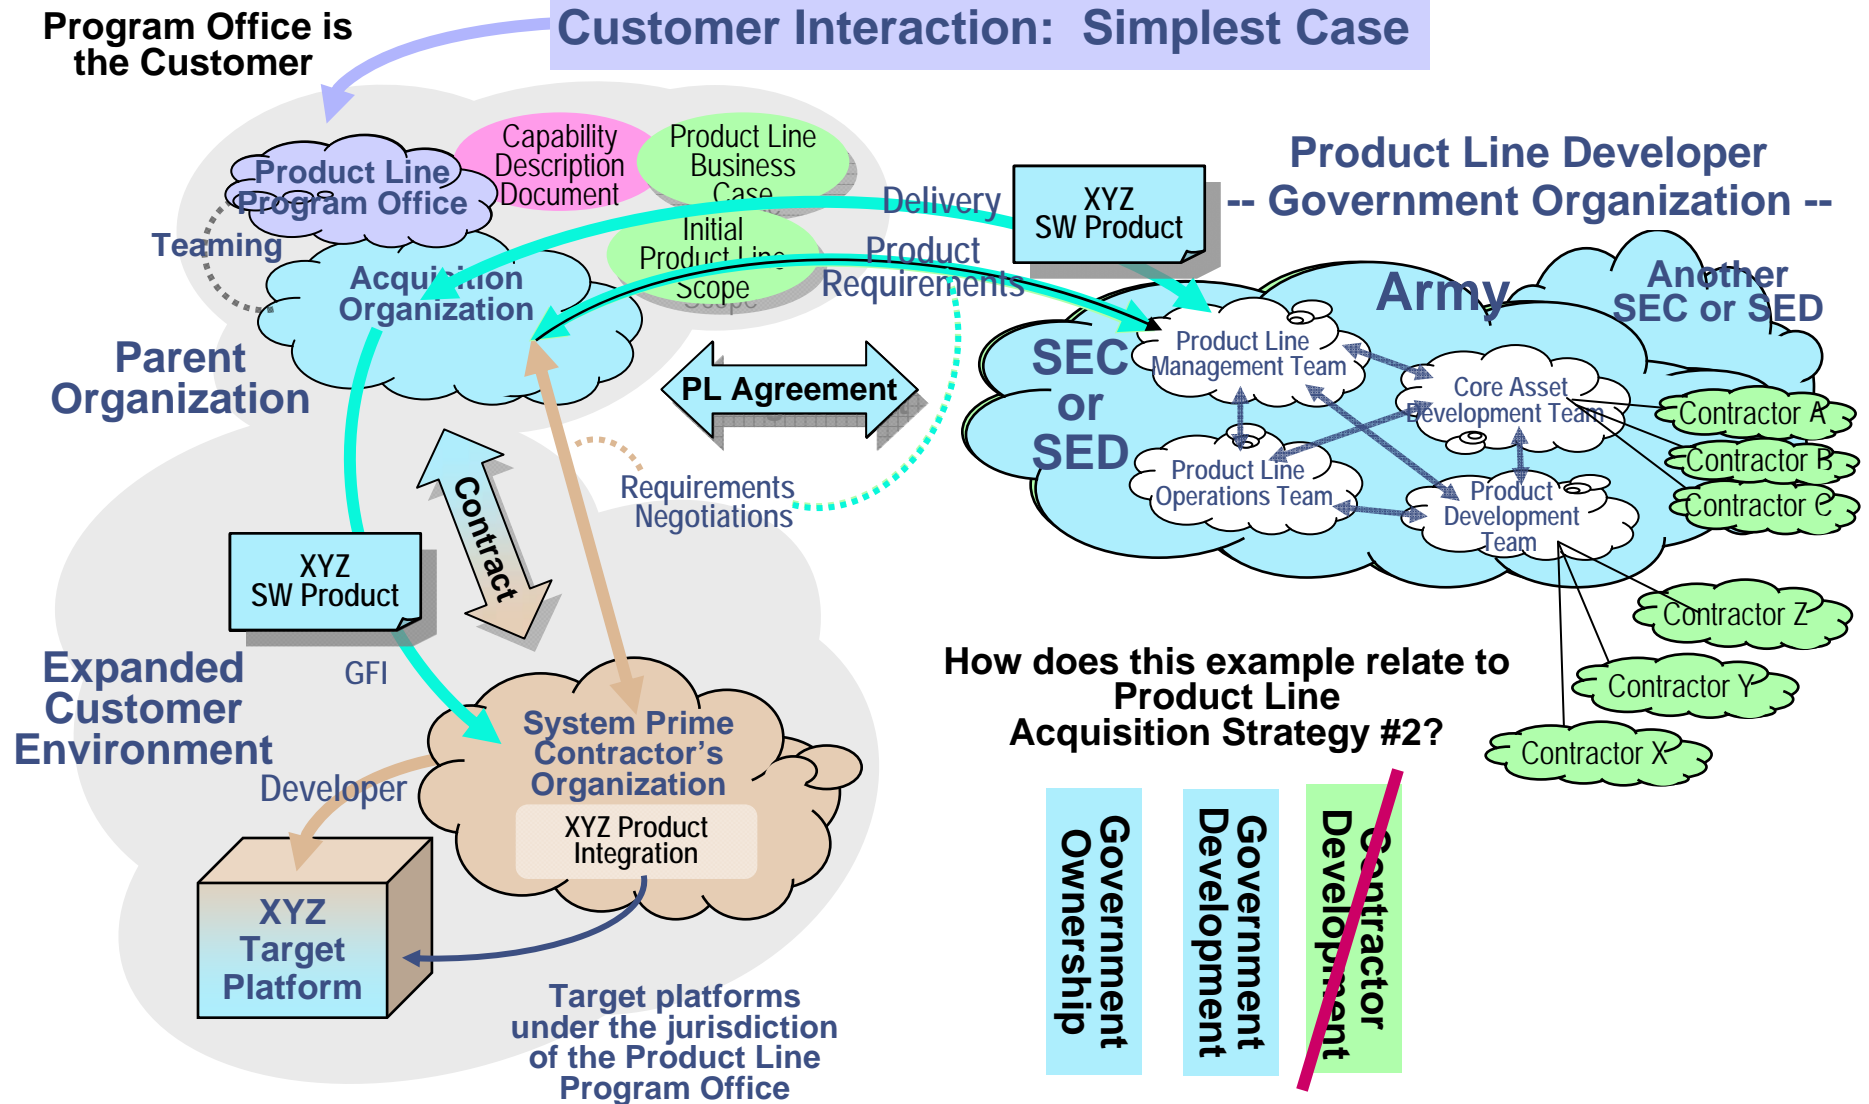 Program Office is
the Customer
Customer Interaction:  Simplest Case
Capability
Description
Document
Product Line
Business
Case
Product Line
Program Office
Teaming
Initial
Product Line
Scope
Acquisition
Organization
Parent
Organization
Delivery
Product
Requirements
XYZ
SW Product
Product Line Developer
-- Government Organization --
Army
Another
SEC or SED
SEC
or
SED
Product Line
Management Team
Core Asset
Development Team
Product Line
Operations Team
Product
Development
Team
Contractor A
Contractor B
Contractor C
Contractor Z
Contractor Y
Contractor X
PL Agreement
Contract
Requirements
Negotiations
XYZ
SW Product
GFI
Expanded
Customer
Environment
Developer
System Prime
Contractor's
Organization
XYZ Product
Integration
XYZ
Target
Platform
Target platforms
under the jurisdiction
of the Product Line
Program Office
How does this example relate to
Product Line
Acquisition Strategy #2?
Government
Ownership
Government
Development
Contractor
Development